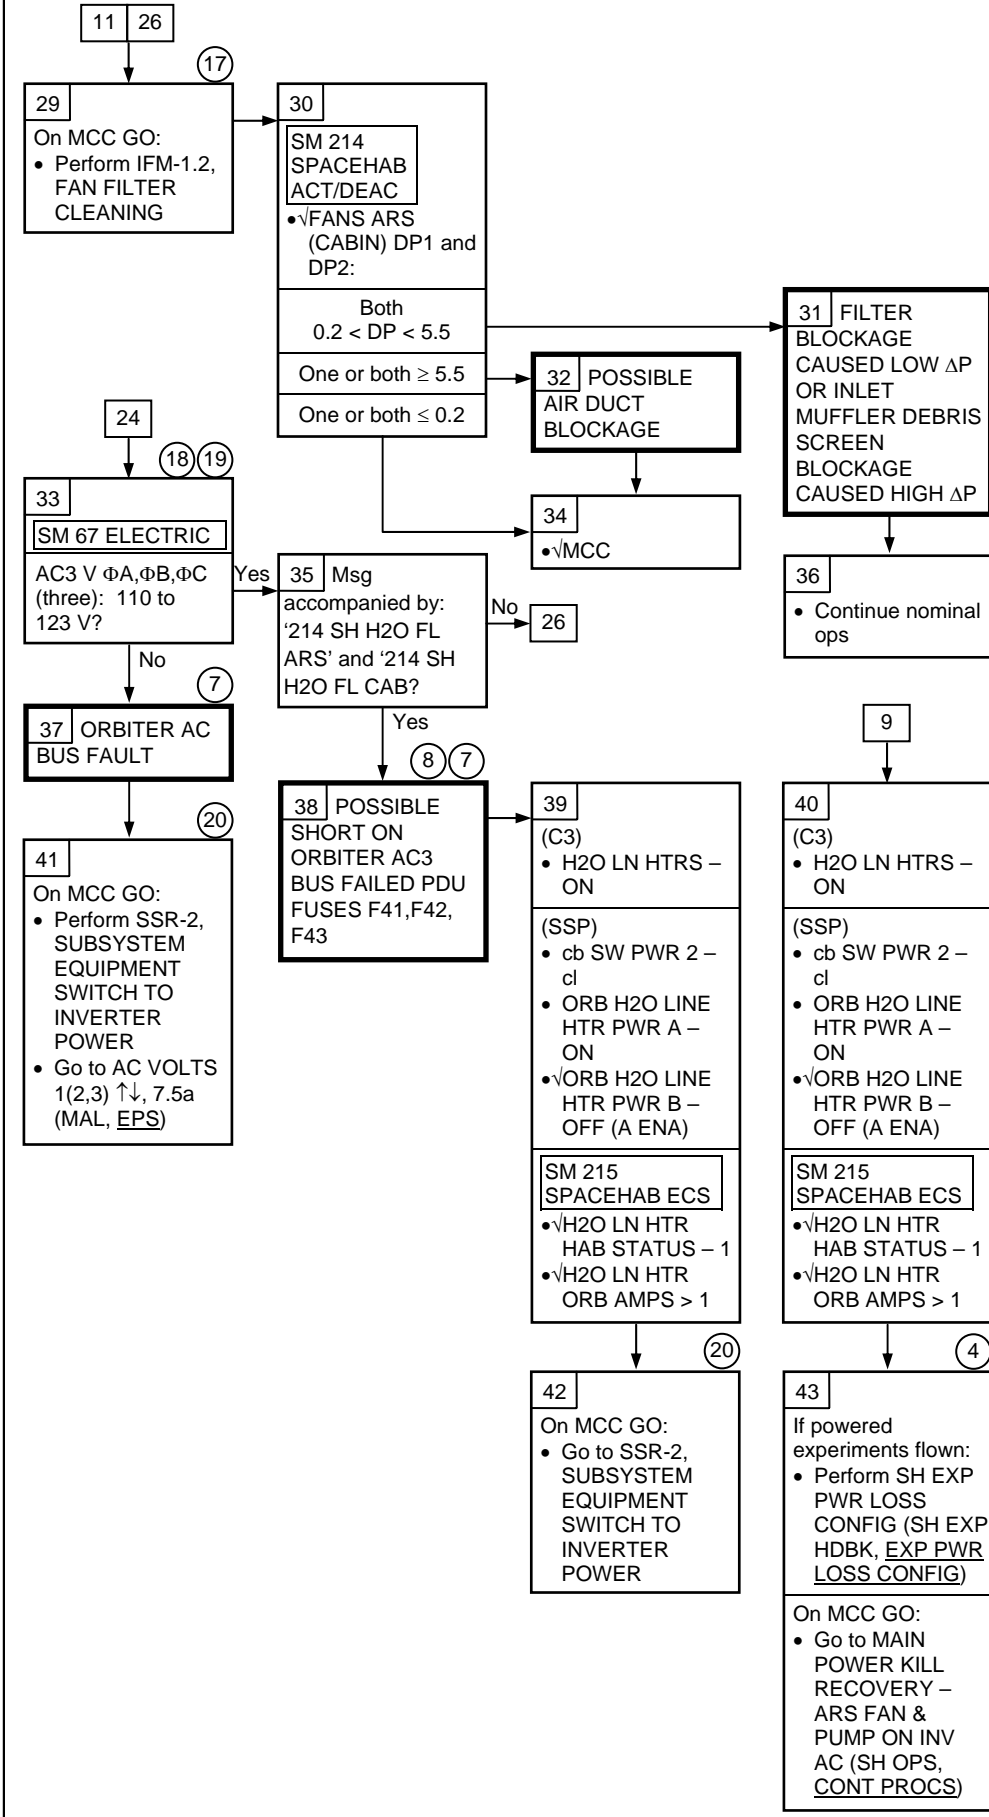 11 26
17
29
On MCC GO:
• Perform IFM-1.2,
FAN FILTER
CLEANING
30
SM 214
SPACEHAB
ACT/DEAC
•√FANS ARS
(CABIN) DP1 and
DP2:
Both
0.2 < DP < 5.5
One or both ≥ 5.5
One or both ≤ 0.2
31 FILTER
BLOCKAGE
CAUSED LOW ∆P
OR INLET
MUFFLER DEBRIS
SCREEN
BLOCKAGE
CAUSED HIGH ∆P
32 POSSIBLE
AIR DUCT
BLOCKAGE
24
18 19
33
SM 67 ELECTRIC
AC3 V ΦA,ΦB,ΦC
(three): 110 to
123 V?
Yes
No
34
•√MCC
35 Msg
accompanied by:
‘214 SH H2O FL
ARS’ and ‘214 SH
H2O FL CAB?
No
26
Yes
36
• Continue nominal
ops
7
37 ORBITER AC
BUS FAULT
8 7
38 POSSIBLE
SHORT ON
ORBITER AC3
BUS FAILED PDU
FUSES F41,F42,
F43
39
(C3)
• H2O LN HTRS –
ON
(SSP)
• cb SW PWR 2 –
cl
• ORB H2O LINE
HTR PWR A –
ON
•√ORB H2O LINE
HTR PWR B –
OFF (A ENA)
SM 215
SPACEHAB ECS
•√H2O LN HTR
HAB STATUS – 1
•√H2O LN HTR
ORB AMPS > 1
9
40
(C3)
• H2O LN HTRS –
ON
(SSP)
• cb SW PWR 2 –
cl
• ORB H2O LINE
HTR PWR A –
ON
•√ORB H2O LINE
HTR PWR B –
OFF (A ENA)
SM 215
SPACEHAB ECS
•√H2O LN HTR
HAB STATUS – 1
•√H2O LN HTR
ORB AMPS > 1
20
41
On MCC GO:
• Perform SSR-2,
SUBSYSTEM
EQUIPMENT
SWITCH TO
INVERTER
POWER
• Go to AC VOLTS
1(2,3) ↑↓, 7.5a
(MAL, EPS)
20
42
On MCC GO:
• Go to SSR-2,
SUBSYSTEM
EQUIPMENT
SWITCH TO
INVERTER
POWER
4
43
If powered
experiments flown:
• Perform SH EXP
PWR LOSS
CONFIG (SH EXP
HDBK, EXP PWR
LOSS CONFIG)
On MCC GO:
• Go to MAIN
POWER KILL
RECOVERY –
ARS FAN &
PUMP ON INV
AC (SH OPS,
CONT PROCS)